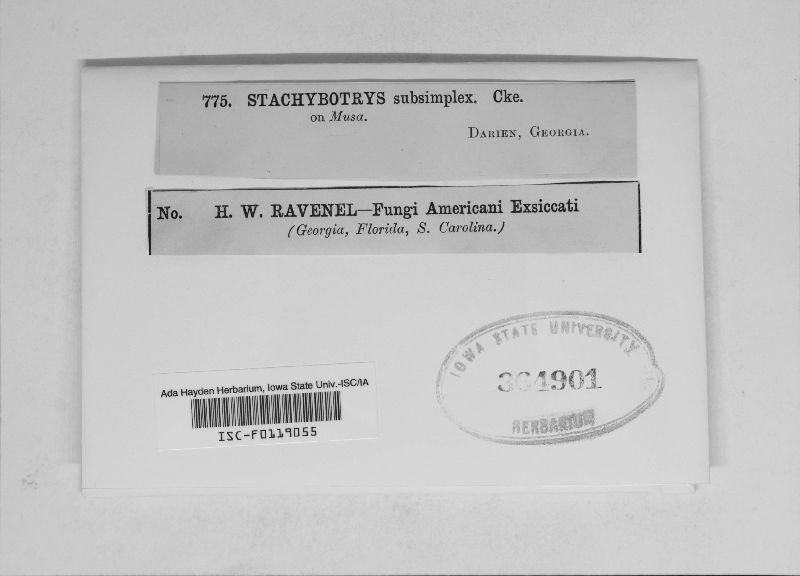 775. STACHYBOTRYS subsimplex. Cke.
on Musa.
DARIEN, GEORGIA.
No. H. W. RAVENEL—Fungi Americani Exsiccati
(Georgia, Florida, S. Carolina.)
IOWA STATE UNIVERSITY
364901
HERBARIUM
Ada Hayden Herbarium, Iowa State Univ.-ISC/IA
ISC-F0119055